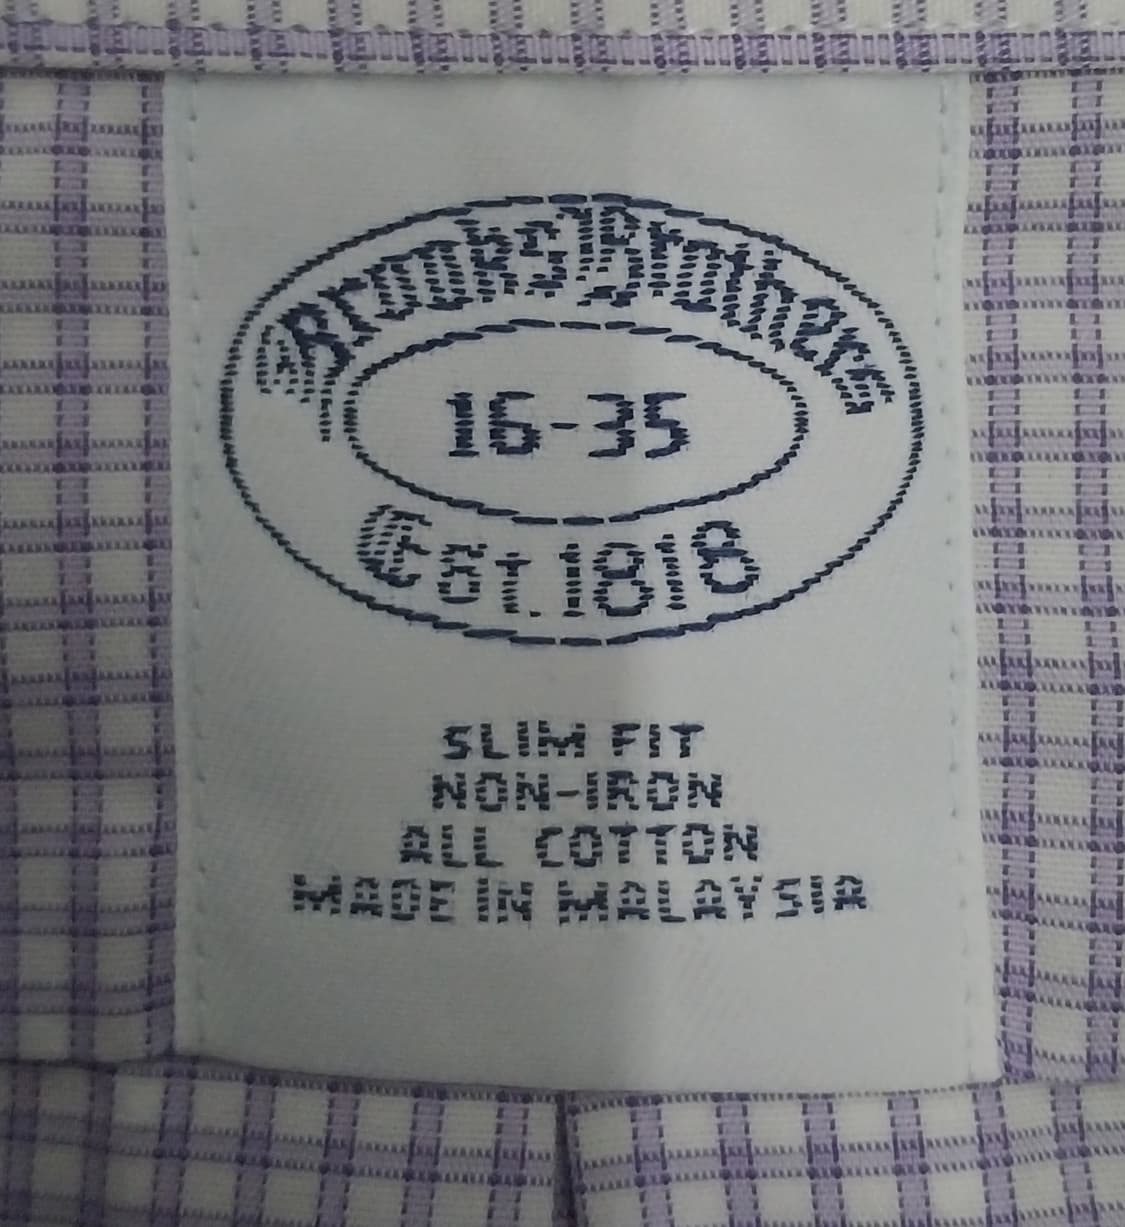 Brooks Brothers
16-35
Est. 1818
SLIM FIT
NON-IRON
ALL COTTON
MADE IN MALAYSIA